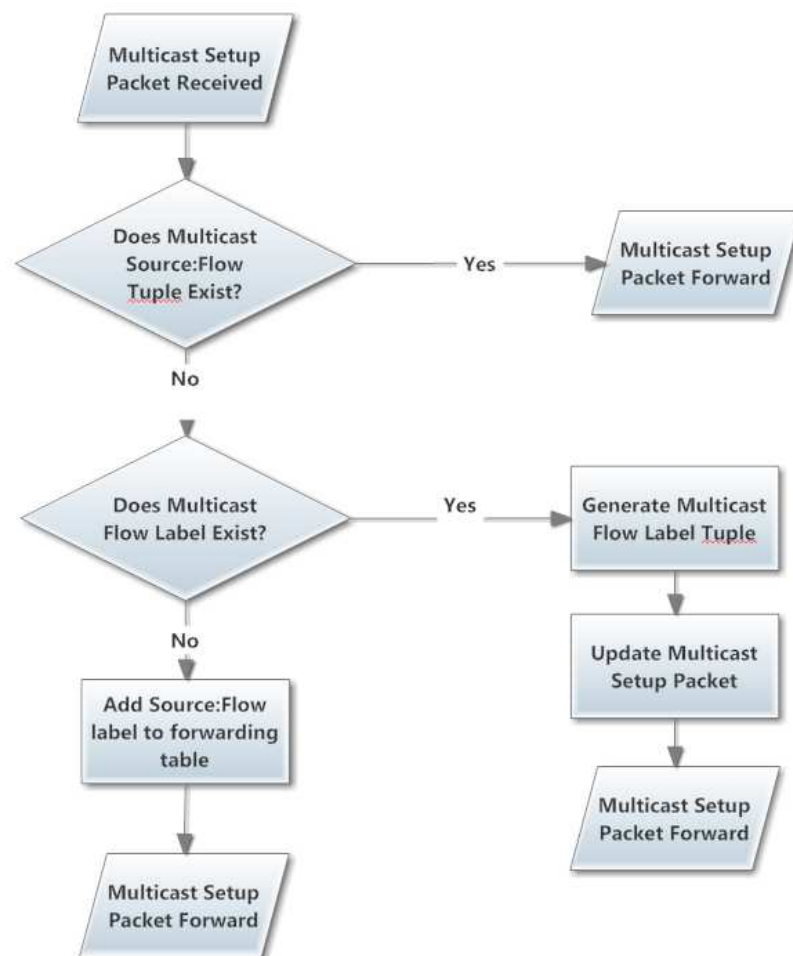 Multicast Setup
Packet Received
Does Multicast
Source:Flow
Tuple Exist?
Yes
Multicast Setup
Packet Forward
No
Does Multicast
Flow Label Exist?
Yes
Generate Multicast
Flow Label Tuple
Update Multicast
Setup Packet
Multicast Setup
Packet Forward
No
Add Source:Flow
label to forwarding
table
Multicast Setup
Packet Forward